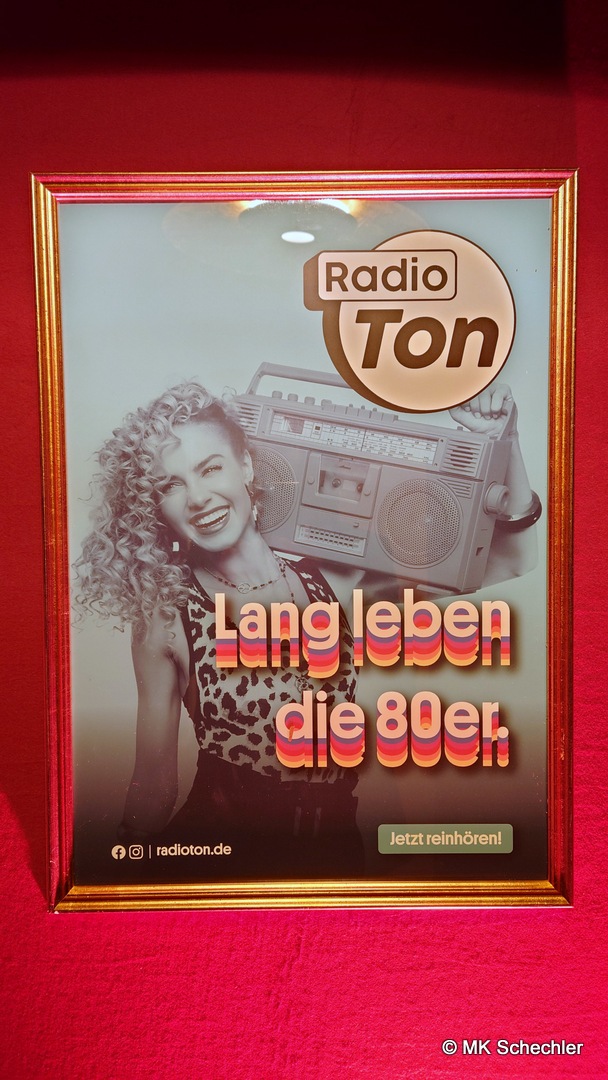 Radio
Ton
Lang leben
die 80er.
Jetzt reinhören!
| radioton.de
© MK Schechler